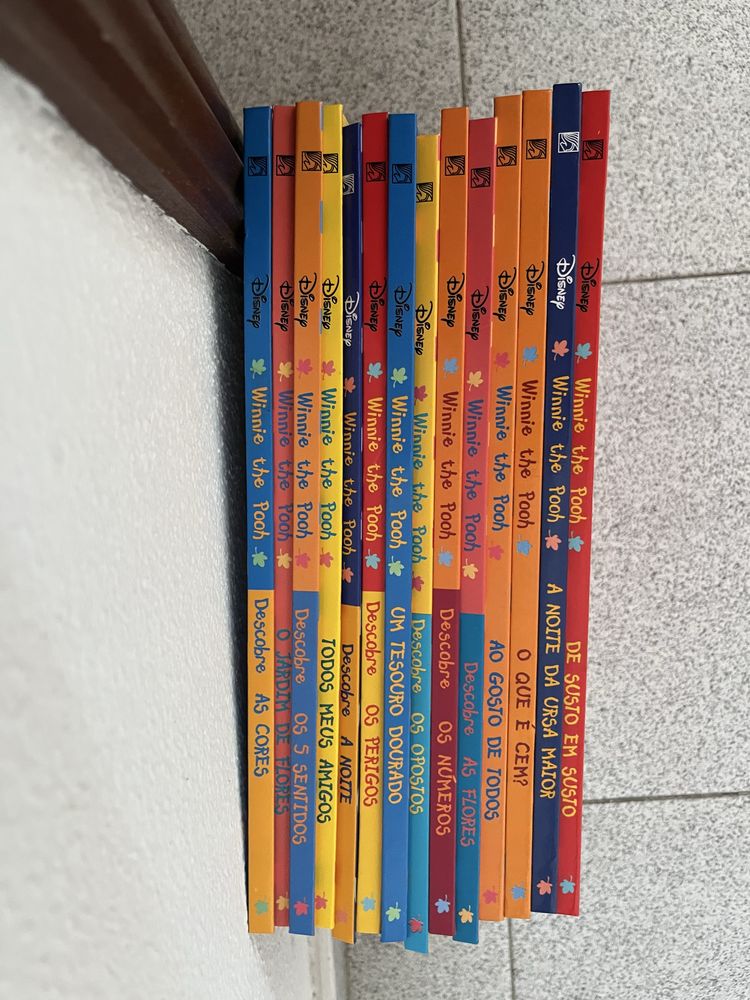 Disney Winnie the Pooh Descobre AS CORES
Disney Winnie the Pooh O JARDIM DE FLORES
Disney Winnie the Pooh Descobre OS 5 SENTIDOS
Disney Winnie the Pooh TODOS MEUS AMIGOS
Disney Winnie the Pooh Descobre A NOITE
Disney Winnie the Pooh Descobre OS PERIGOS
Disney Winnie the Pooh UM TESOURO DOURADO
Disney Winnie the Pooh Descobre OS OPOSTOS
Disney Winnie the Pooh Descobre OS NÚMEROS
Disney Winnie the Pooh Descobre AS FLORES
Disney Winnie the Pooh AO GOSTO DE TODOS
Disney Winnie the Pooh O QUE É CEM?
Disney Winnie the Pooh A NOITE DA URSA MAIOR
Disney Winnie the Pooh DE SUSTO EM SUSTO